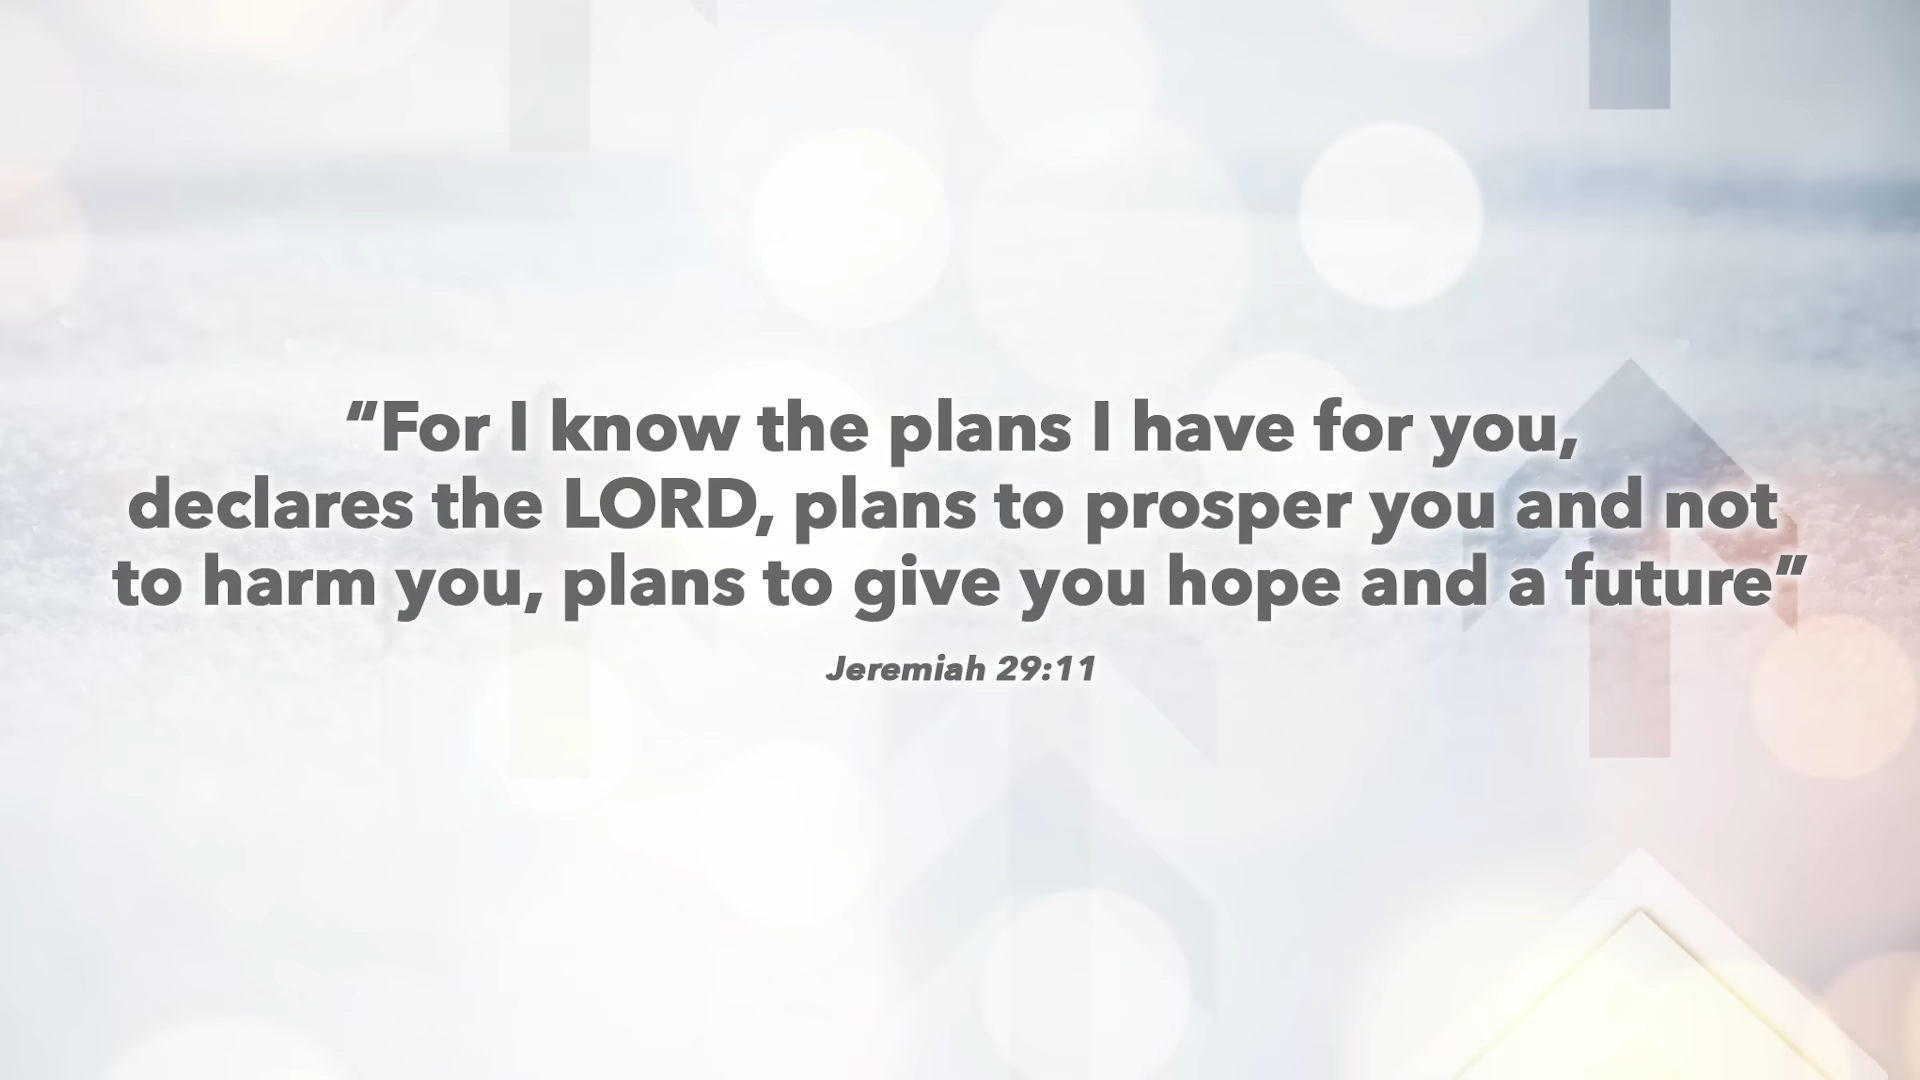 “For I know the plans I have for you,
declares the LORD, plans to prosper you and not
to harm you, plans to give you hope and a future”
Jeremiah 29:11